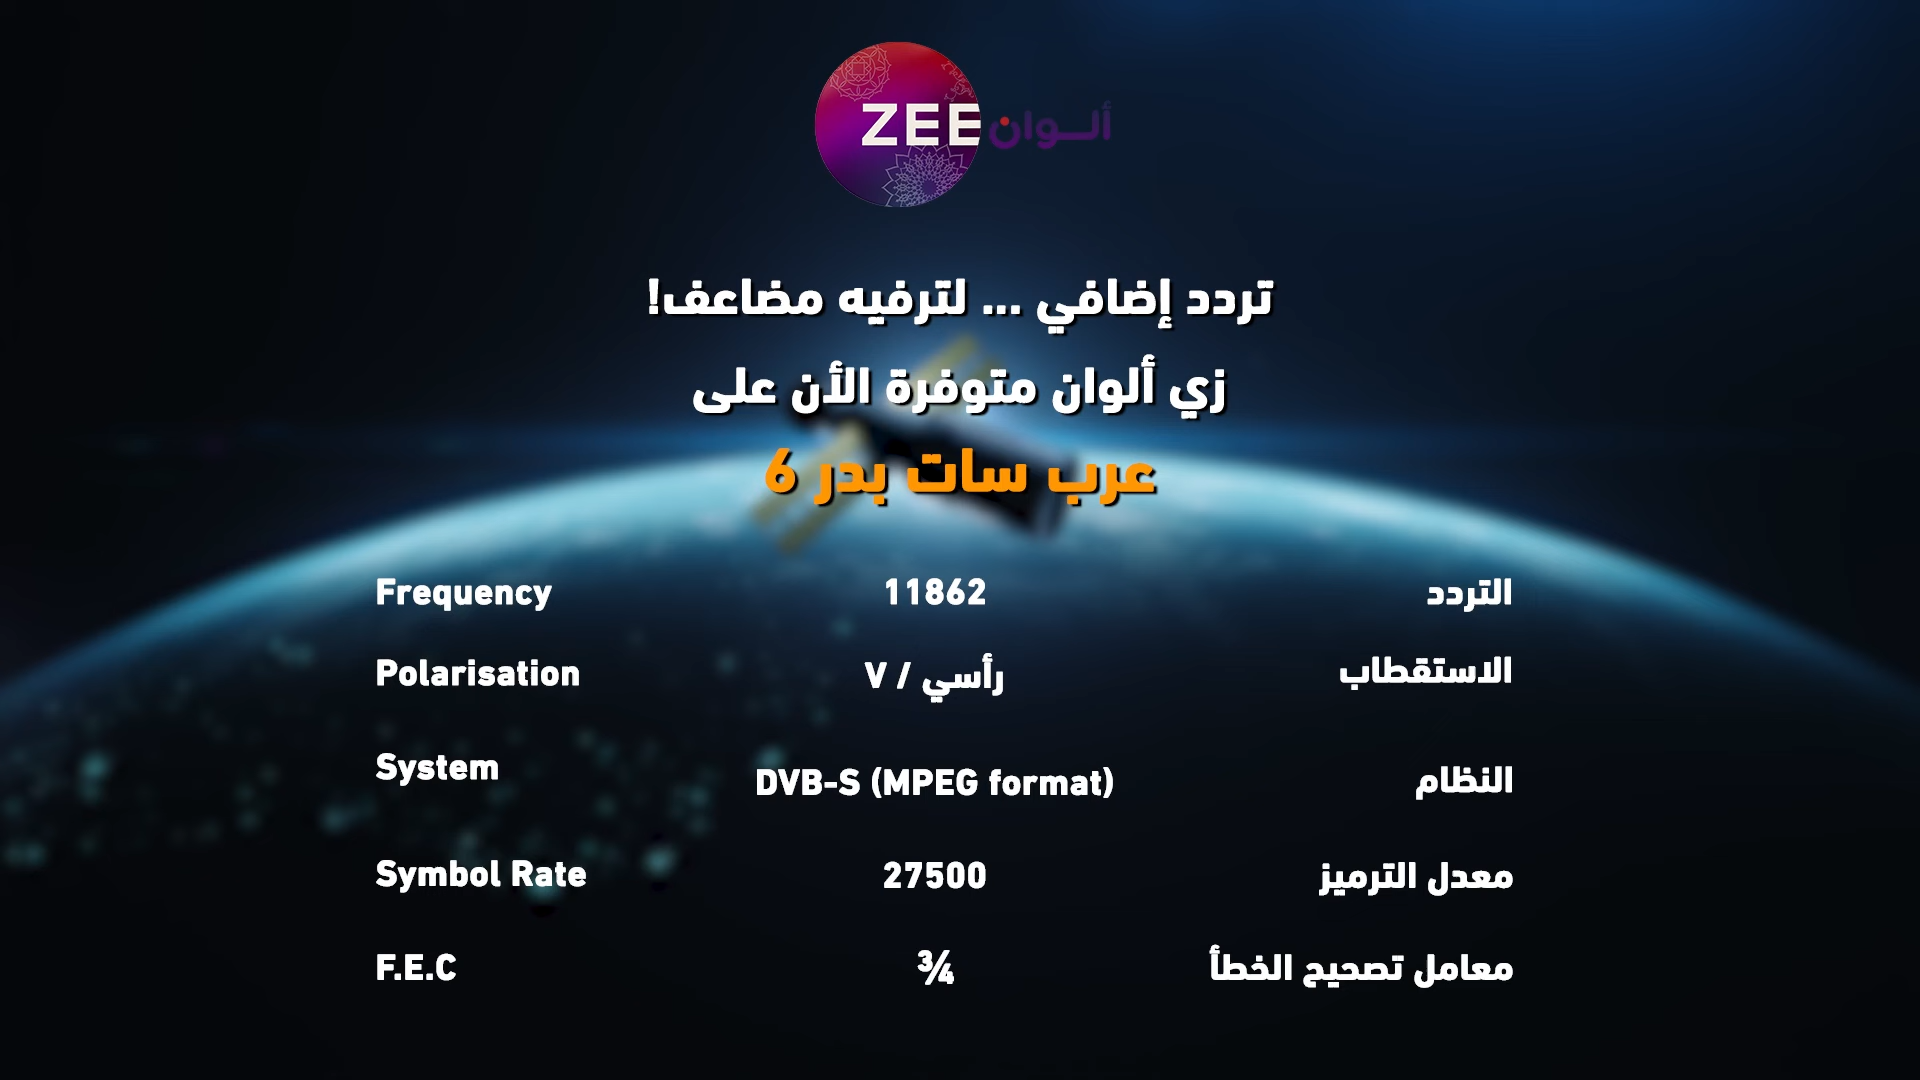 ZEE ألوان
تردد إضافي ... لترفيه مضاعف!
زي ألوان متوفرة الأن على
عرب سات بدر 6
Frequency 11862 التردد
Polarisation رأسي / V الاستقطاب
System DVB-S (MPEG format) النظام
Symbol Rate 27500 معدل الترميز
F.E.C ¾ معامل تصحيح الخطأ